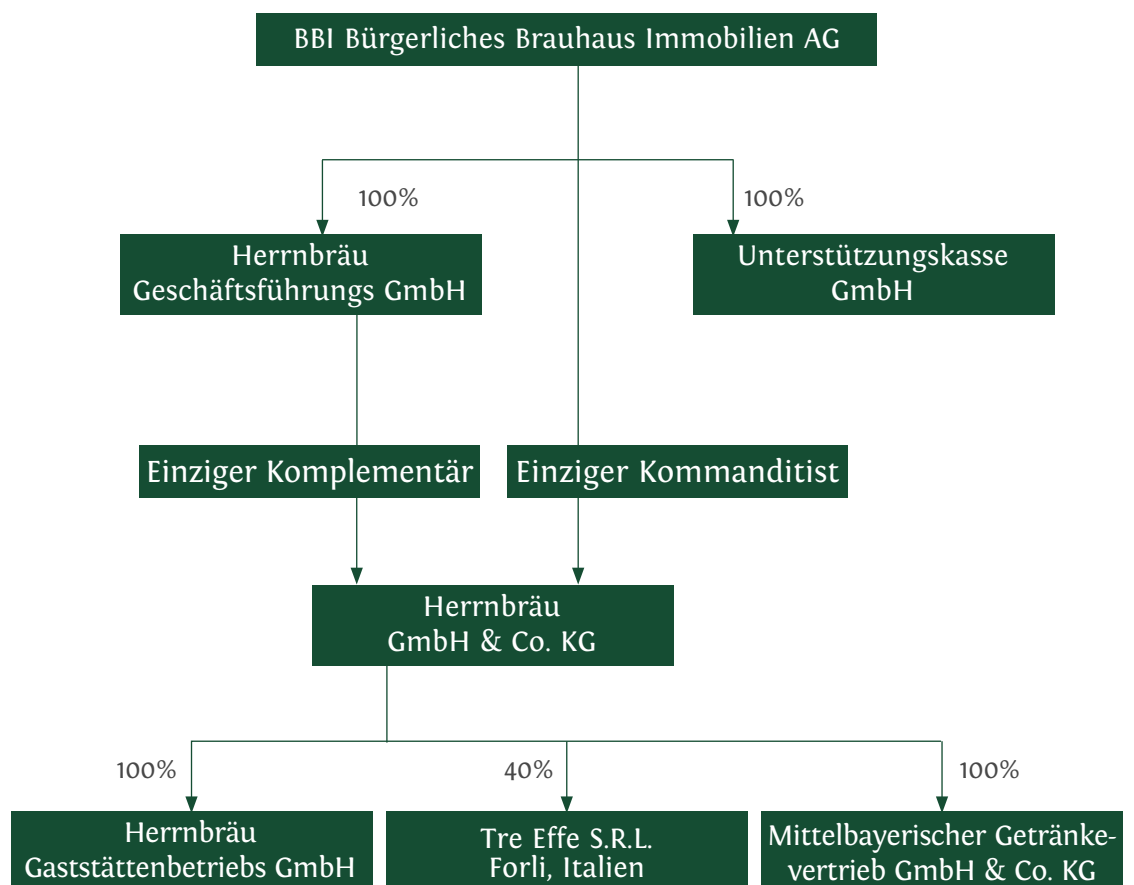 BBI Bürgerliches Brauhaus Immobilien AG
100%
100%
Herrnbräu
Geschäftsführungs GmbH
Unterstützungskasse
GmbH
Einziger Komplementär
Einziger Kommanditist
Herrnbräu
GmbH & Co. KG
100%
40%
100%
Herrnbräu
Gaststättenbetriebs GmbH
Tre Effe S.R.L.
Forli, Italien
Mittelbayerischer Getränke-
vertrieb GmbH & Co. KG